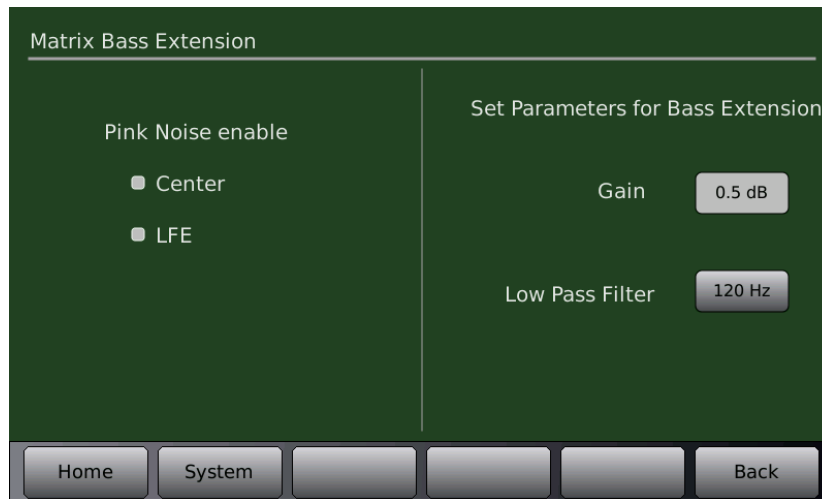 Matrix Bass Extension
Pink Noise enable
Center
LFE
Set Parameters for Bass Extension
Gain
0.5 dB
Low Pass Filter
120 Hz
Home
System
Back